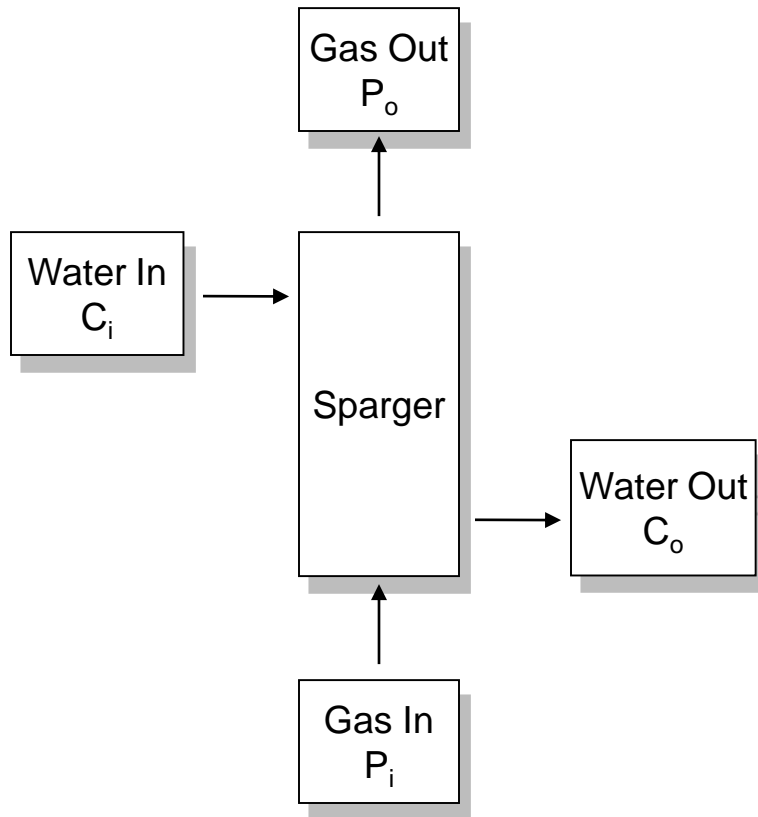 Gas Out
Pₒ
Water In
Cᵢ
Sparger
Water Out
Cₒ
Gas In
Pᵢ